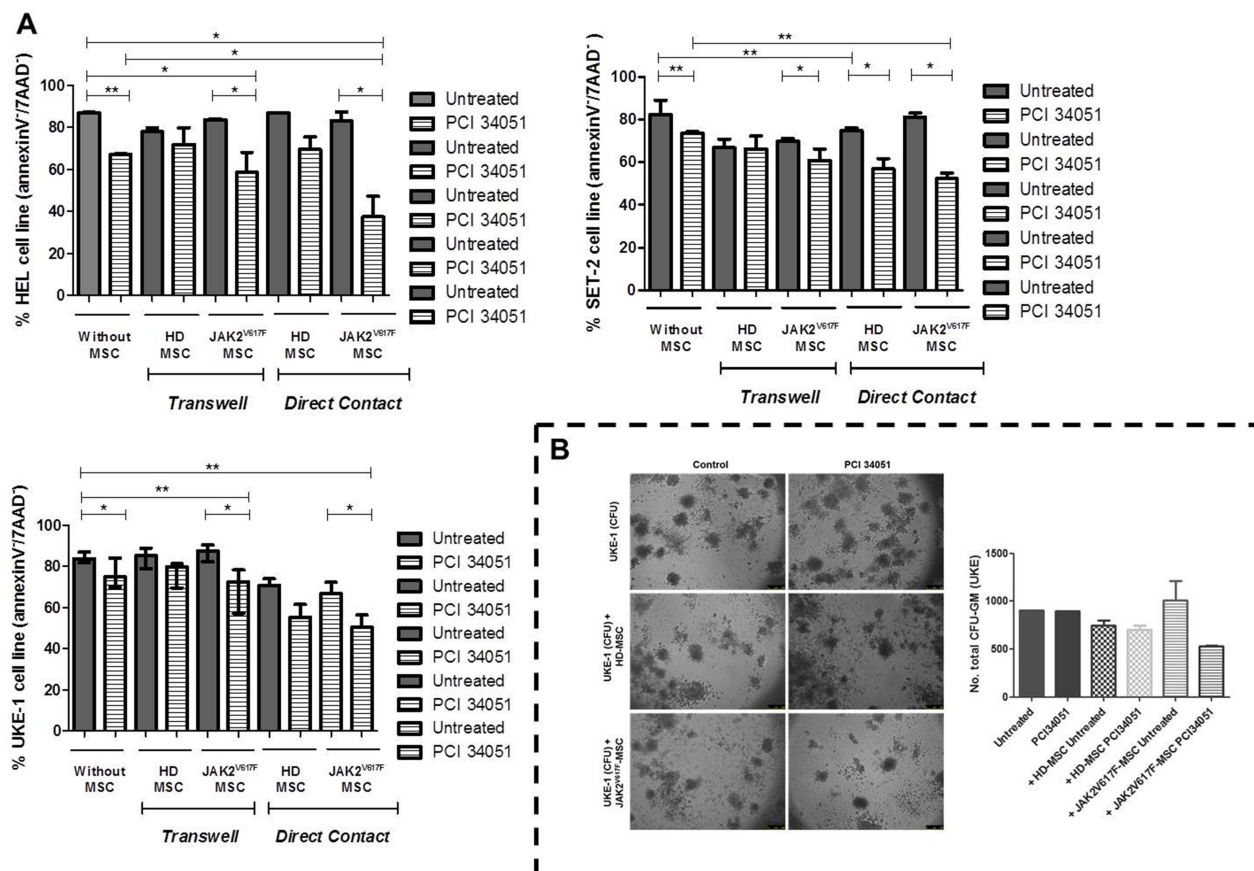 A
% HEL cell line (annexinV⁻/7AAD⁻)
100
80
60
40
20
0
*
*
*
**
*
*
Without MSC
HD MSC
JAK2V617F MSC
HD MSC
JAK2V617F MSC
Transwell
Direct Contact
Untreated
PCI 34051
Untreated
PCI 34051
Untreated
PCI 34051
Untreated
PCI 34051
Untreated
PCI 34051
% SET-2 cell line (annexinV⁻/7AAD⁻)
100
80
60
40
20
0
**
**
**
*
*
*
Without MSC
HD MSC
JAK2V617F MSC
HD MSC
JAK2V617F MSC
Transwell
Direct Contact
Untreated
PCI 34051
Untreated
PCI 34051
Untreated
PCI 34051
Untreated
PCI 34051
Untreated
PCI 34051
% UKE-1 cell line (annexinV⁻/7AAD⁻)
100
80
60
40
20
0
**
**
*
*
*
Without MSC
HD MSC
JAK2V617F MSC
HD MSC
JAK2V617F MSC
Transwell
Direct Contact
Untreated
PCI 34051
Untreated
PCI 34051
Untreated
PCI 34051
Untreated
PCI 34051
Untreated
PCI 34051
B
Control
PCI 34051
UKE-1 (CFU)
UKE-1 (CFU) +
HD-MSC
UKE-1 (CFU) +
JAK2V617F-MSC
No. total CFU-GM (UKE)
1500
1000
500
0
Untreated
PCI34051
+ HD-MSC Untreated
+ HD-MSC PCI34051
+ JAK2V617F-MSC Untreated
+ JAK2V617F-MSC PCI34051